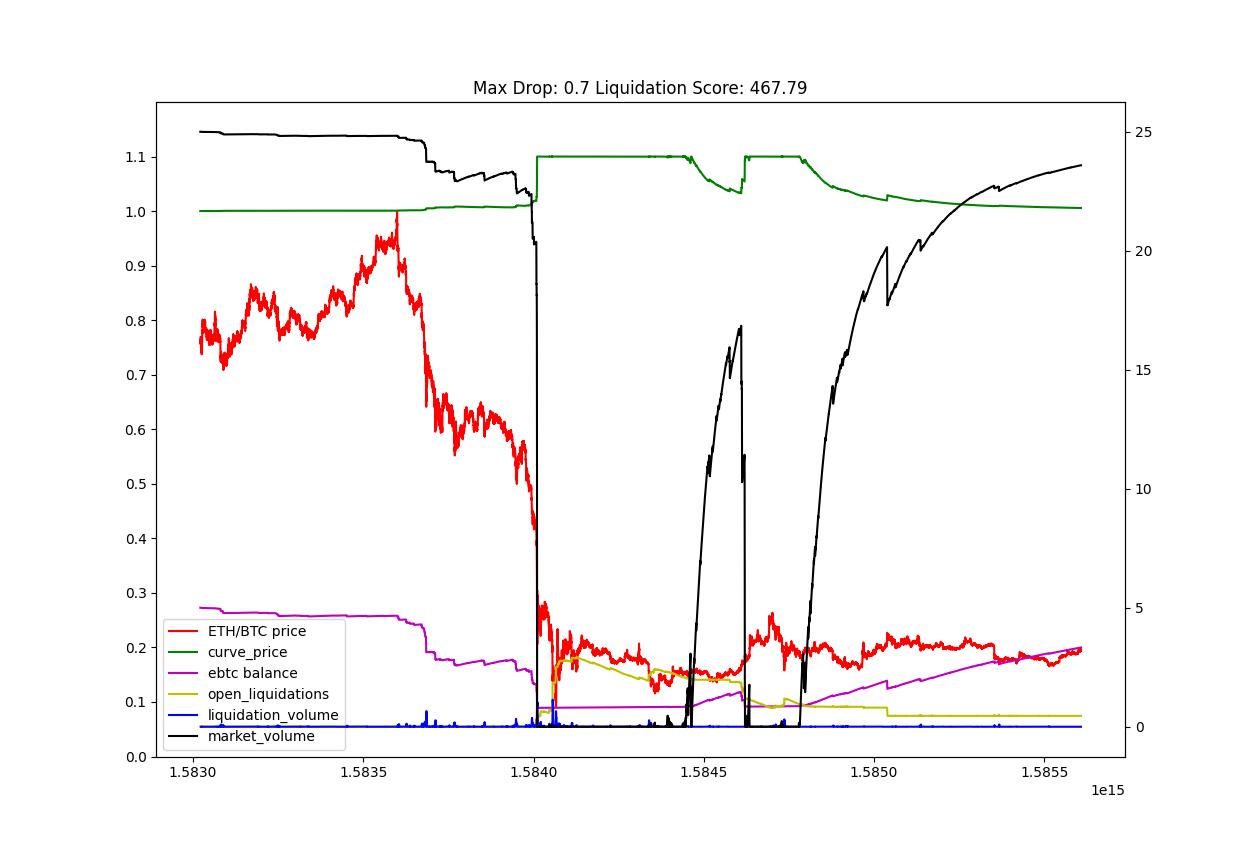 Max Drop: 0.7 Liquidation Score: 467.79
1.1
1.0
0.9
0.8
0.7
0.6
0.5
0.4
0.3
0.2
0.1
0.0
25
20
15
10
5
0
ETH/BTC price
curve_price
ebtc balance
open_liquidations
liquidation_volume
market_volume
1.5830 1.5835 1.5840 1.5845 1.5850 1.5855
1e15